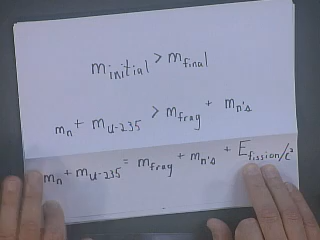 m_initial > m_final
m_n + m_U-235 > m_frag + m_n's
m_n + m_U-235 = m_frag + m_n's + E_fission/c²